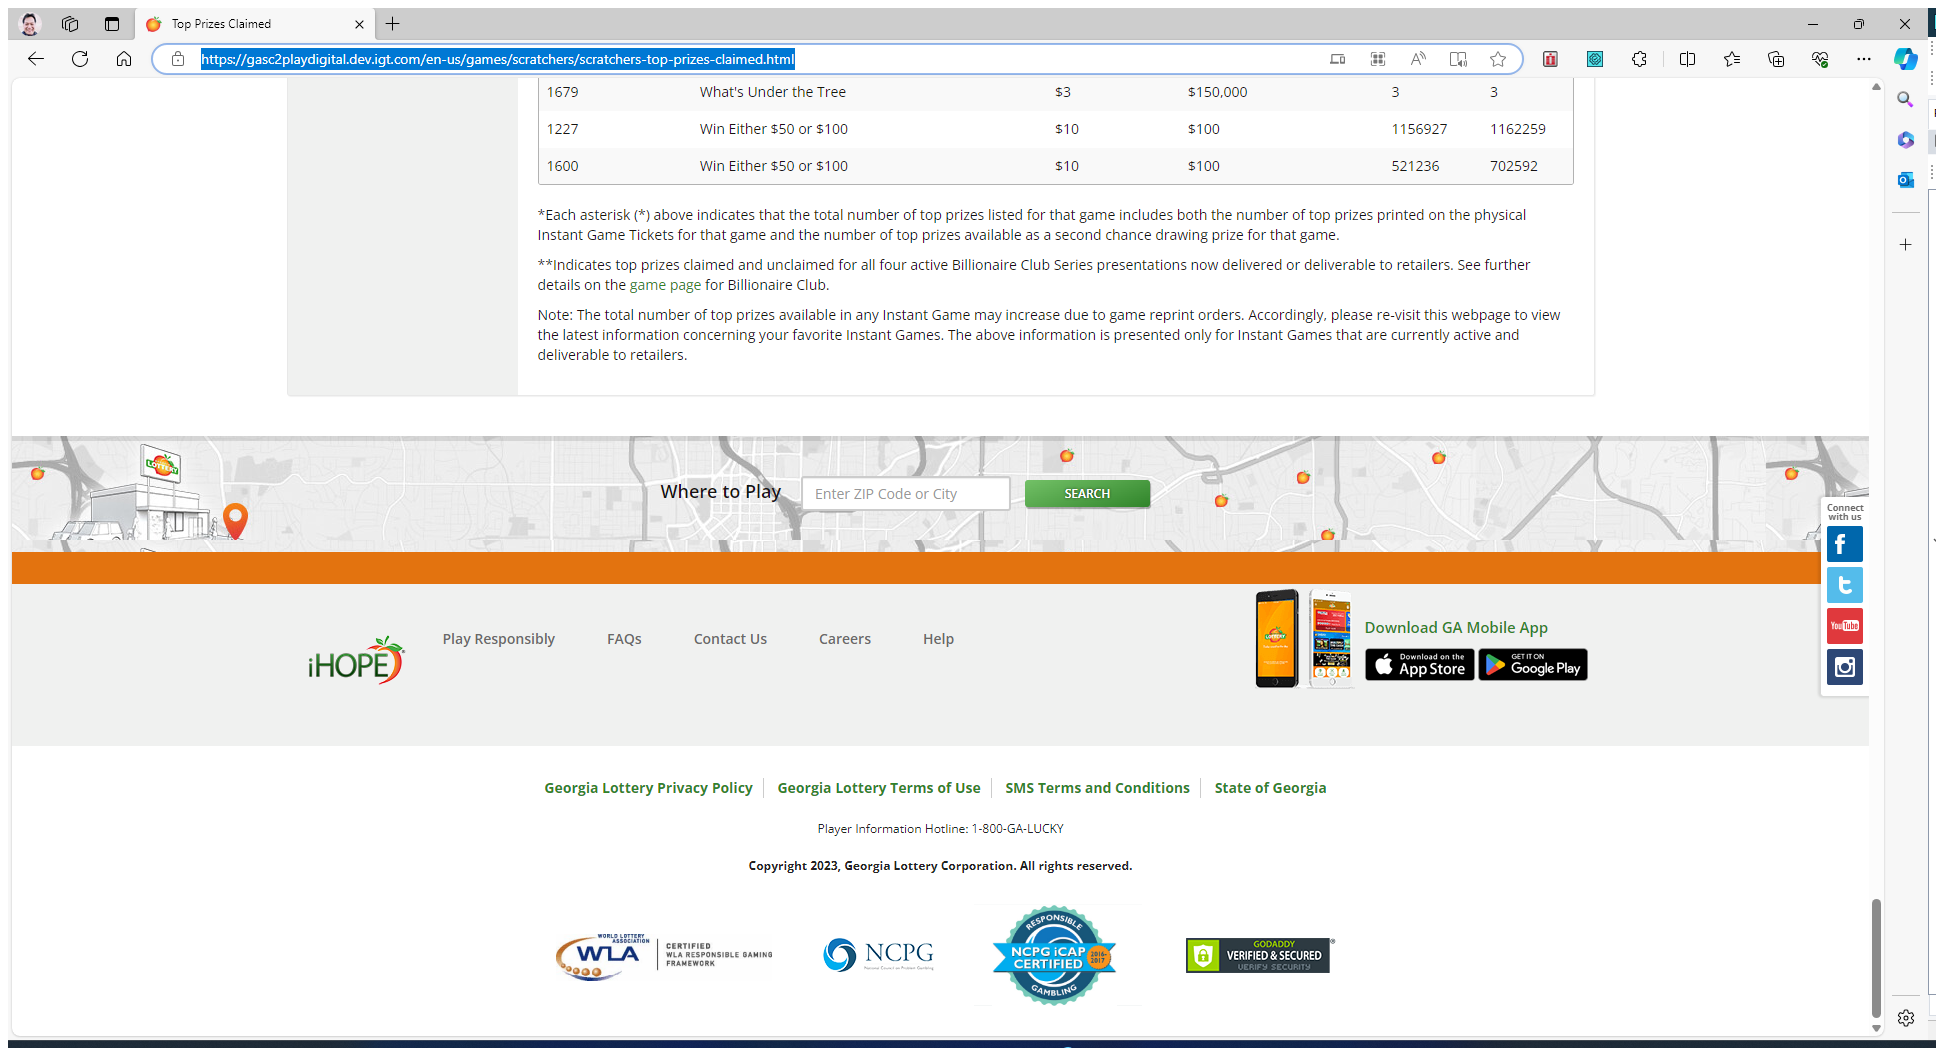 Top Prizes Claimed
https://gasc2playdigital.dev.igt.com/en-us/games/scratchers/scratchers-top-prizes-claimed.html
1679 What's Under the Tree $3 $150,000 3 3
1227 Win Either $50 or $100 $10 $100 1156927 1162259
1600 Win Either $50 or $100 $10 $100 521236 702592
*Each asterisk (*) above indicates that the total number of top prizes listed for that game includes both the number of top prizes printed on the physical
Instant Game Tickets for that game and the number of top prizes available as a second chance drawing prize for that game.
**Indicates top prizes claimed and unclaimed for all four active Billionaire Club Series presentations now delivered or deliverable to retailers. See further
details on the game page for Billionaire Club.
Note: The total number of top prizes available in any Instant Game may increase due to game reprint orders. Accordingly, please re-visit this webpage to view
the latest information concerning your favorite Instant Games. The above information is presented only for Instant Games that are currently active and
deliverable to retailers.
LOTTERY
Where to Play Enter ZIP Code or City SEARCH
Connect
with us
f
t
YouTube
iHOPE
Play Responsibly FAQs Contact Us Careers Help
LOTTERY
Download GA Mobile App
Download on the
App Store
GET IT ON
Google Play
Georgia Lottery Privacy Policy Georgia Lottery Terms of Use SMS Terms and Conditions State of Georgia
Player Information Hotline: 1-800-GA-LUCKY
Copyright 2023, Georgia Lottery Corporation. All rights reserved.
WORLD LOTTERY
ASSOCIATION
WLA
CERTIFIED
WLA RESPONSIBLE GAMING
FRAMEWORK
NCPG
National Council on Problem Gambling
RESPONSIBLE
NCPG iCAP
CERTIFIED
2016-
2017
GAMBLING
GODADDY
VERIFIED & SECURED
VERIFY SECURITY